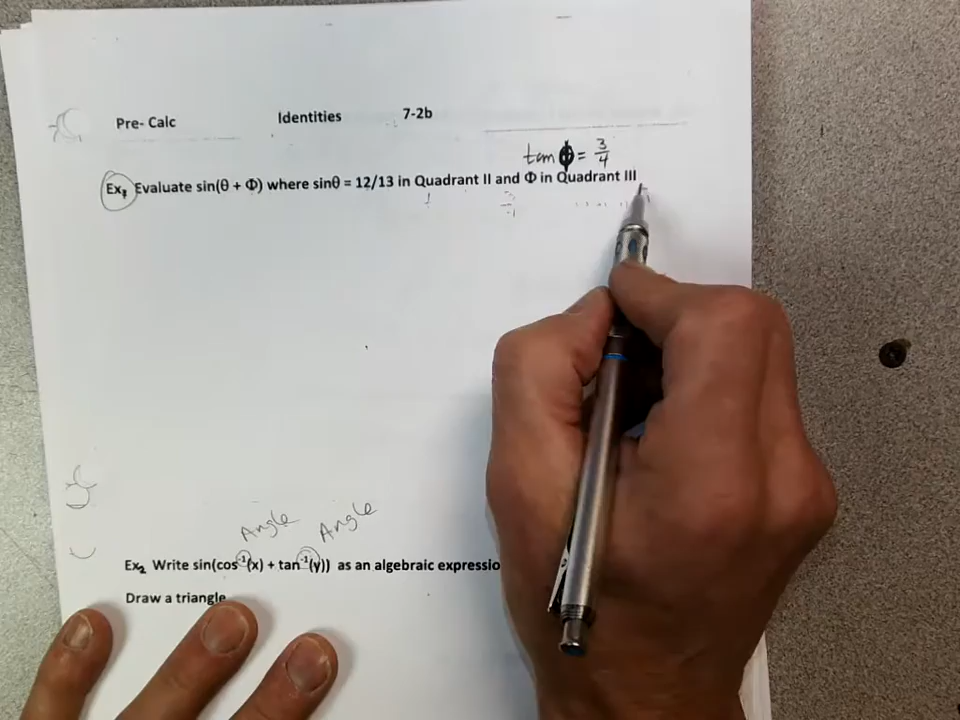 Pre- Calc Identities 7-2b
tan Φ = 3/4
Ex1 Evaluate sin(θ + Φ) where sinθ = 12/13 in Quadrant II and Φ in Quadrant III
Angle Angle
Ex2 Write sin(cos⁻¹(x) + tan⁻¹(y)) as an algebraic expressio
Draw a triangle